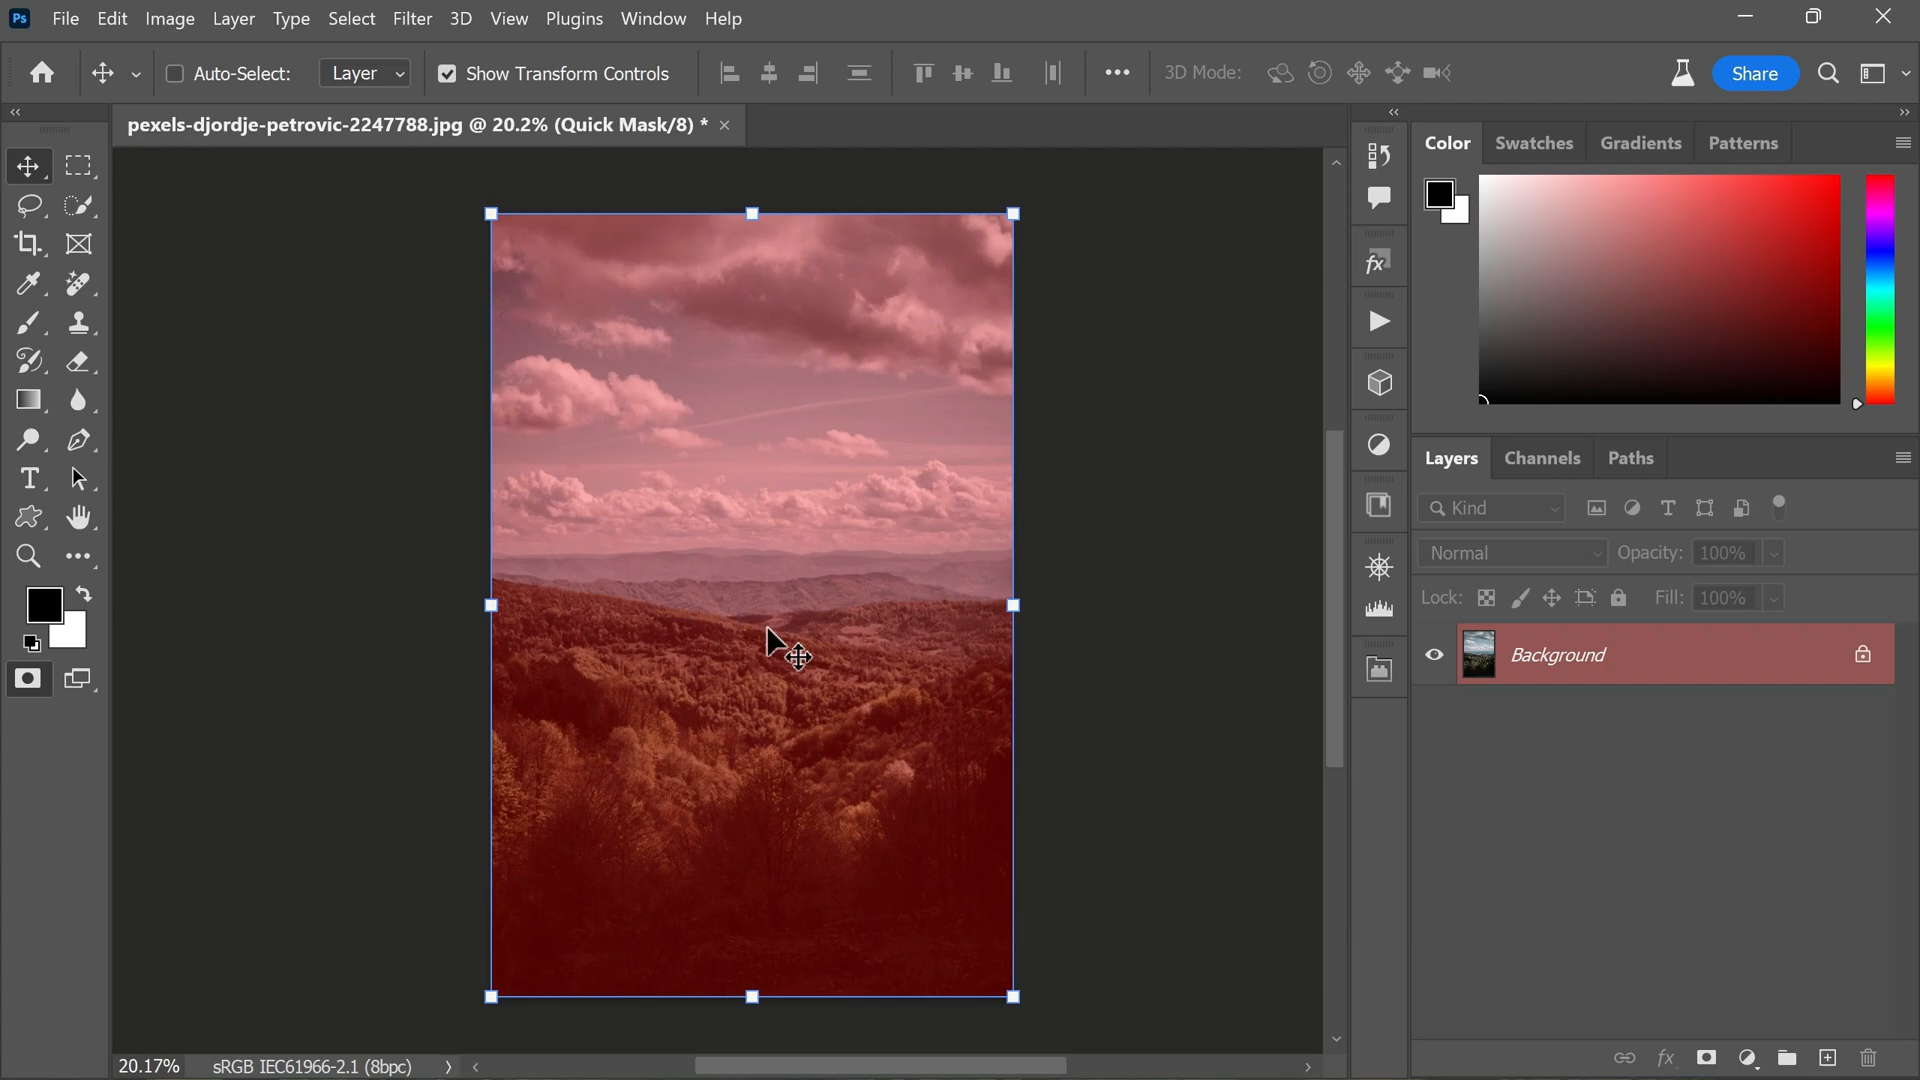 Ps File Edit Image Layer Type Select Filter 3D View Plugins Window Help
Auto-Select: Layer Show Transform Controls 3D Mode: Share
pexels-djordje-petrovic-2247788.jpg @ 20.2% (Quick Mask/8) *
Color Swatches Gradients Patterns
Layers Channels Paths
Kind
Normal Opacity: 100%
Lock: Fill: 100%
Background
20.17% sRGB IEC61966-2.1 (8bpc)
fx